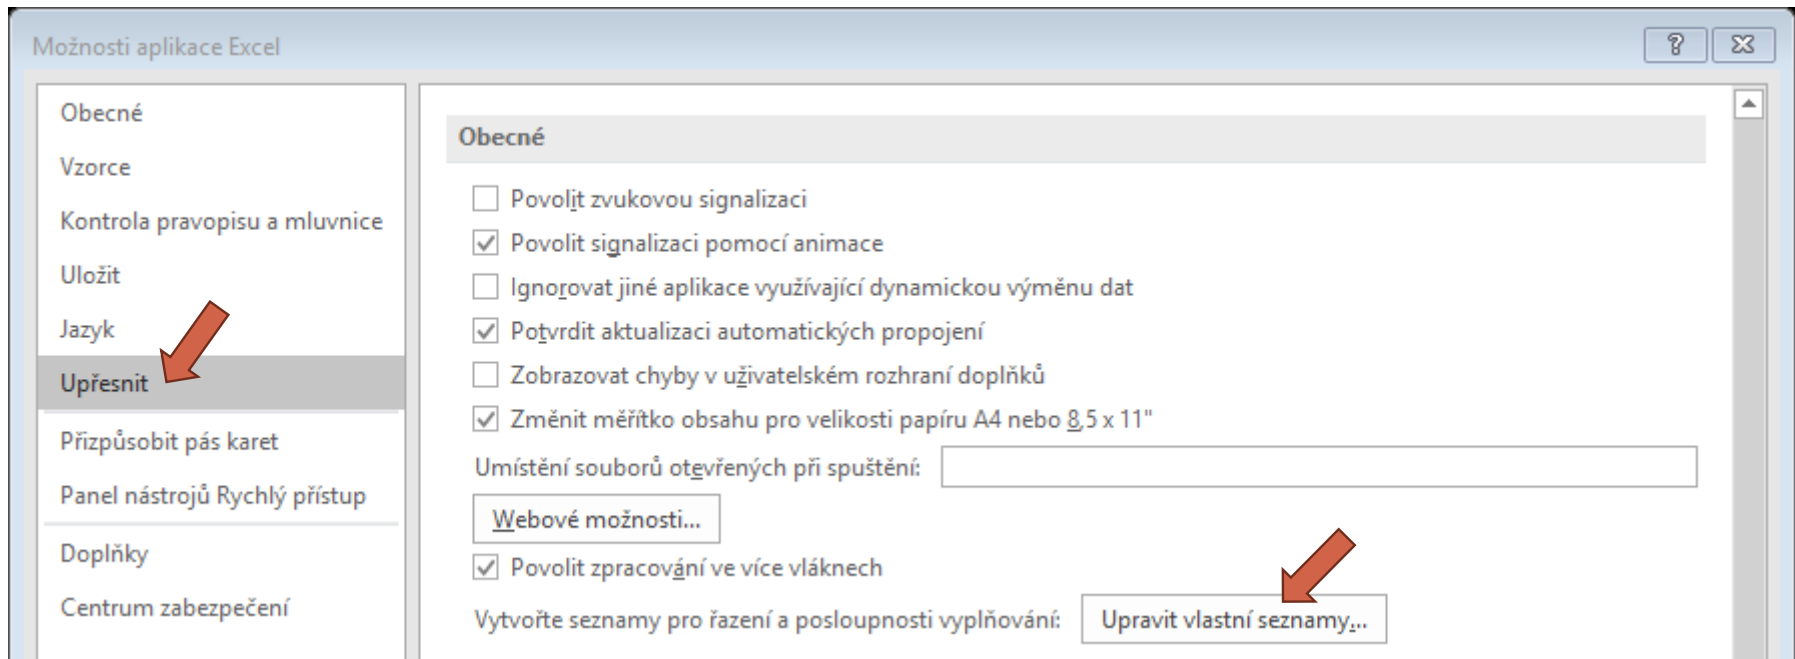 Možnosti aplikace Excel
Obecné
Vzorce
Kontrola pravopisu a mluvnice
Uložit
Jazyk
Upřesnit
Přizpůsobit pás karet
Panel nástrojů Rychlý přístup
Doplňky
Centrum zabezpečení
Obecné
Povolit zvukovou signalizaci
Povolit signalizaci pomocí animace
Ignorovat jiné aplikace využívající dynamickou výměnu dat
Potvrdit aktualizaci automatických propojení
Zobrazovat chyby v uživatelském rozhraní doplňků
Změnit měřítko obsahu pro velikosti papíru A4 nebo 8,5 x 11"
Umístění souborů otevřených při spuštění:
Webové možnosti...
Povolit zpracování ve více vláknech
Vytvořte seznamy pro řazení a posloupnosti vyplňování: Upravit vlastní seznamy...